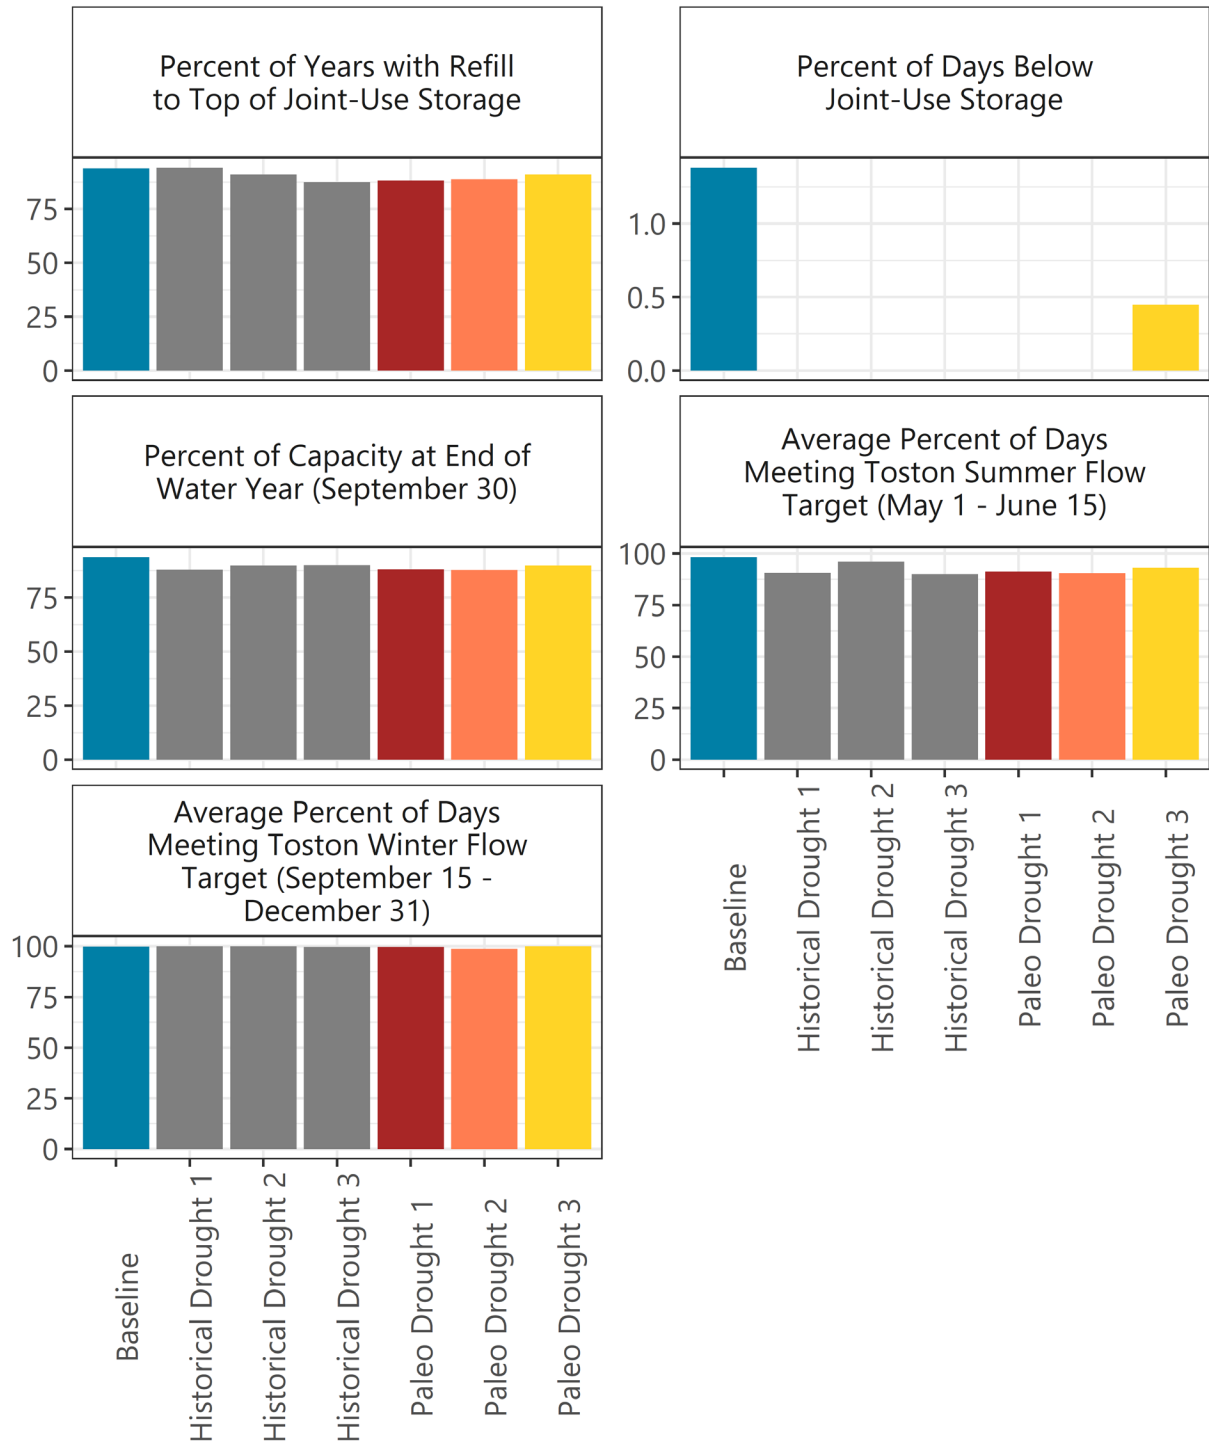 Percent of Years with Refill
to Top of Joint-Use Storage
75
50
25
0
Percent of Days Below
Joint-Use Storage
1.0
0.5
0.0
Percent of Capacity at End of
Water Year (September 30)
75
50
25
0
Average Percent of Days
Meeting Toston Summer Flow
Target (May 1 - June 15)
100
75
50
25
0
Baseline
Historical Drought 1
Historical Drought 2
Historical Drought 3
Paleo Drought 1
Paleo Drought 2
Paleo Drought 3
Average Percent of Days
Meeting Toston Winter Flow
Target (September 15 -
December 31)
100
75
50
25
0
Baseline
Historical Drought 1
Historical Drought 2
Historical Drought 3
Paleo Drought 1
Paleo Drought 2
Paleo Drought 3